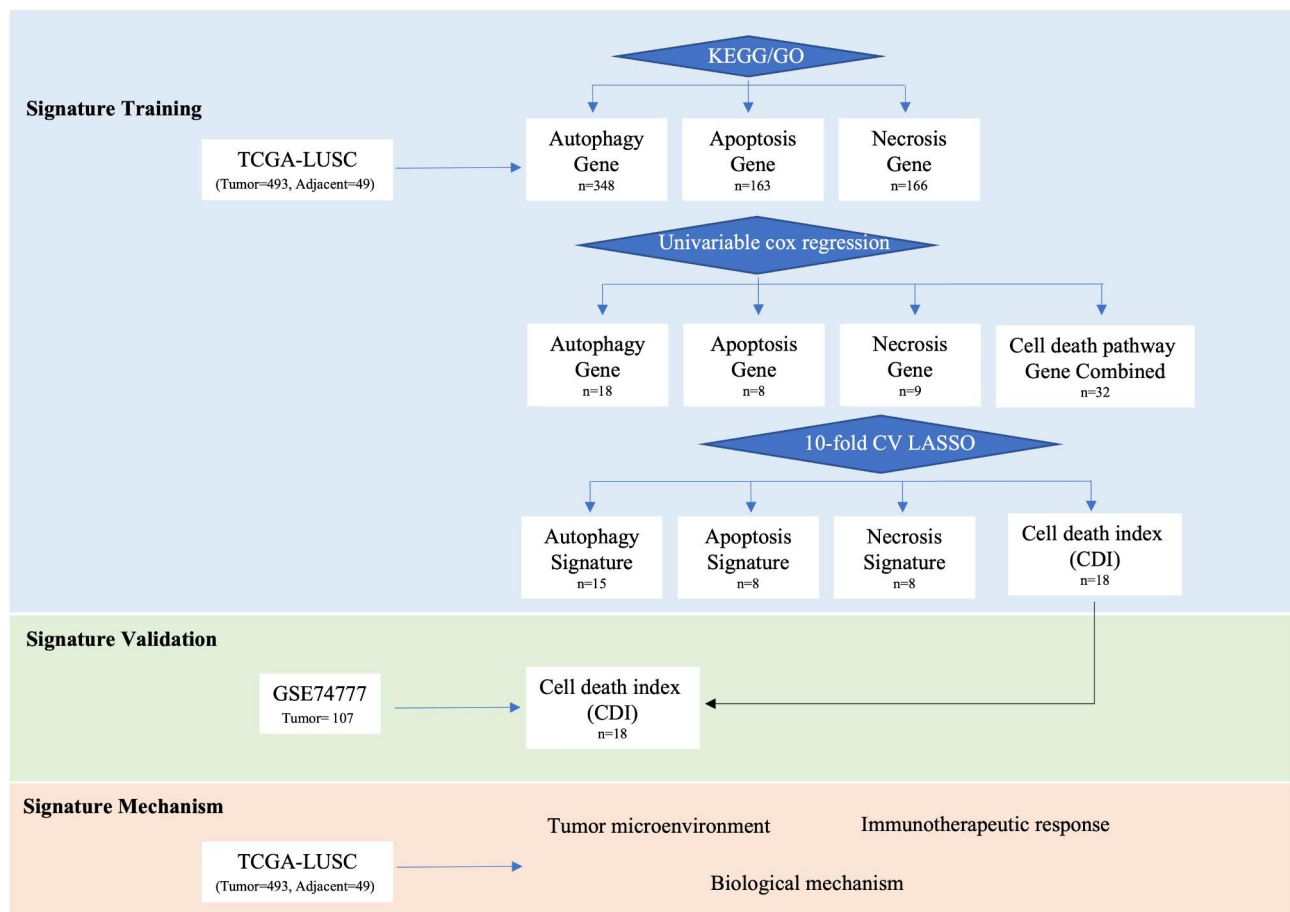 KEGG/GO
Signature Training
TCGA-LUSC
(Tumor=493, Adjacent=49)
Autophagy
Gene
n=348
Apoptosis
Gene
n=163
Necrosis
Gene
n=166
Univariable cox regression
Autophagy
Gene
n=18
Apoptosis
Gene
n=8
Necrosis
Gene
n=9
Cell death pathway
Gene Combined
n=32
10-fold CV LASSO
Autophagy
Signature
n=15
Apoptosis
Signature
n=8
Necrosis
Signature
n=8
Cell death index
(CDI)
n=18
Signature Validation
GSE74777
Tumor= 107
Cell death index
(CDI)
n=18
Signature Mechanism
TCGA-LUSC
(Tumor=493, Adjacent=49)
Tumor microenvironment
Immunotherapeutic response
Biological mechanism